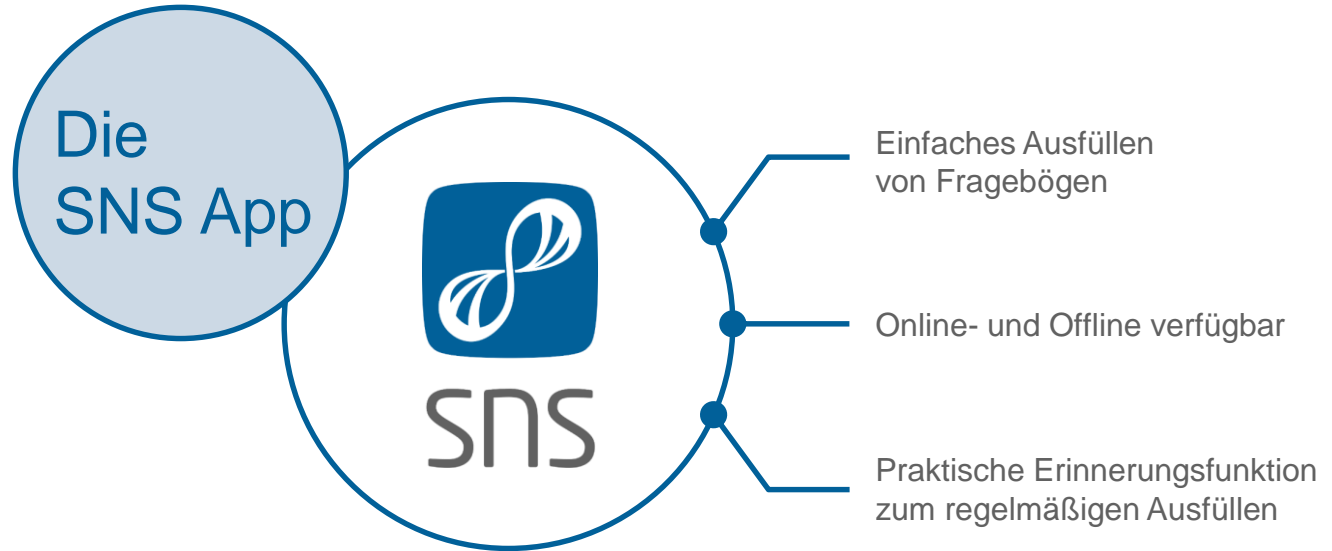 Die
SNS App
sns
Einfaches Ausfüllen
von Fragebögen
Online- und Offline verfügbar
Praktische Erinnerungsfunktion
zum regelmäßigen Ausfüllen